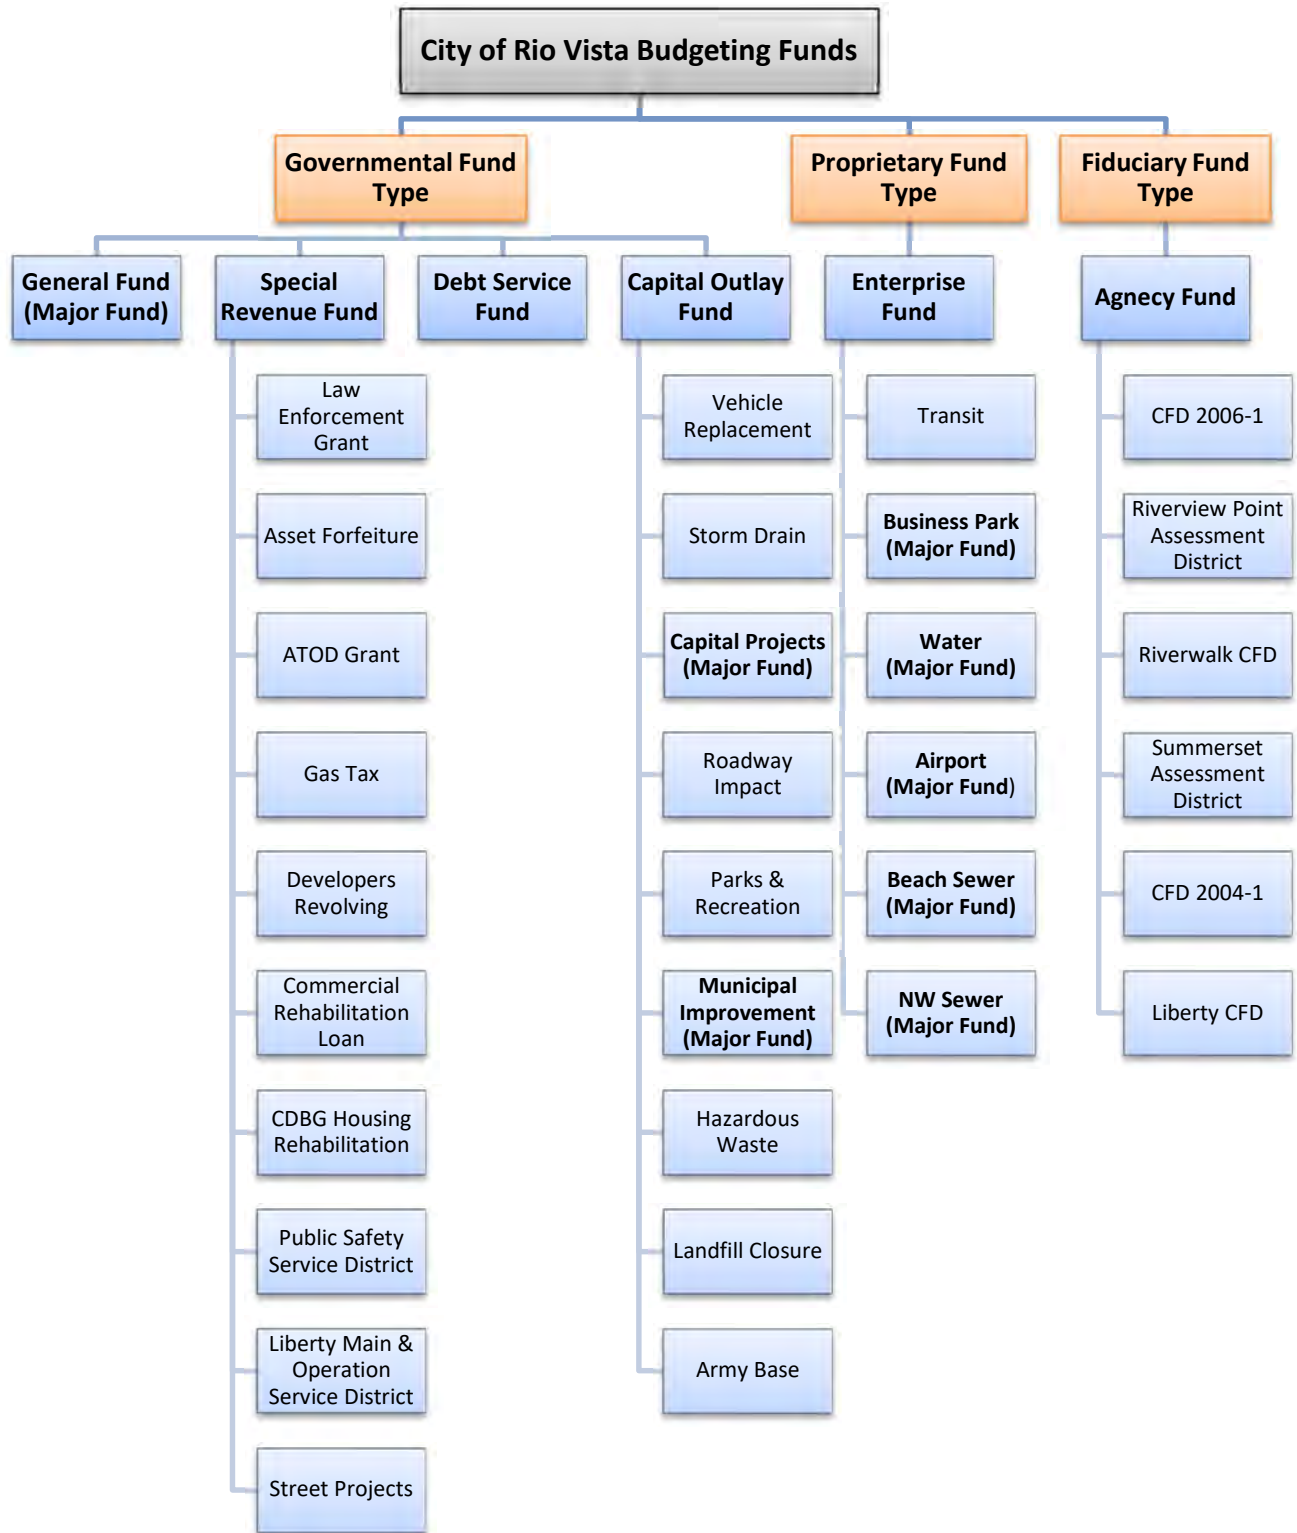 City of Rio Vista Budgeting Funds
Governmental Fund
Type
Proprietary Fund
Type
Fiduciary Fund
Type
General Fund
(Major Fund)
Special
Revenue Fund
Debt Service
Fund
Capital Outlay
Fund
Enterprise
Fund
Agnecy Fund
Law
Enforcement
Grant
Asset Forfeiture
ATOD Grant
Gas Tax
Developers
Revolving
Commercial
Rehabilitation
Loan
CDBG Housing
Rehabilitation
Public Safety
Service District
Liberty Main &
Operation
Service District
Street Projects
Vehicle
Replacement
Storm Drain
Capital Projects
(Major Fund)
Roadway
Impact
Parks &
Recreation
Municipal
Improvement
(Major Fund)
Hazardous
Waste
Landfill Closure
Army Base
Transit
Business Park
(Major Fund)
Water
(Major Fund)
Airport
(Major Fund)
Beach Sewer
(Major Fund)
NW Sewer
(Major Fund)
CFD 2006-1
Riverview Point
Assessment
District
Riverwalk CFD
Summerset
Assessment
District
CFD 2004-1
Liberty CFD